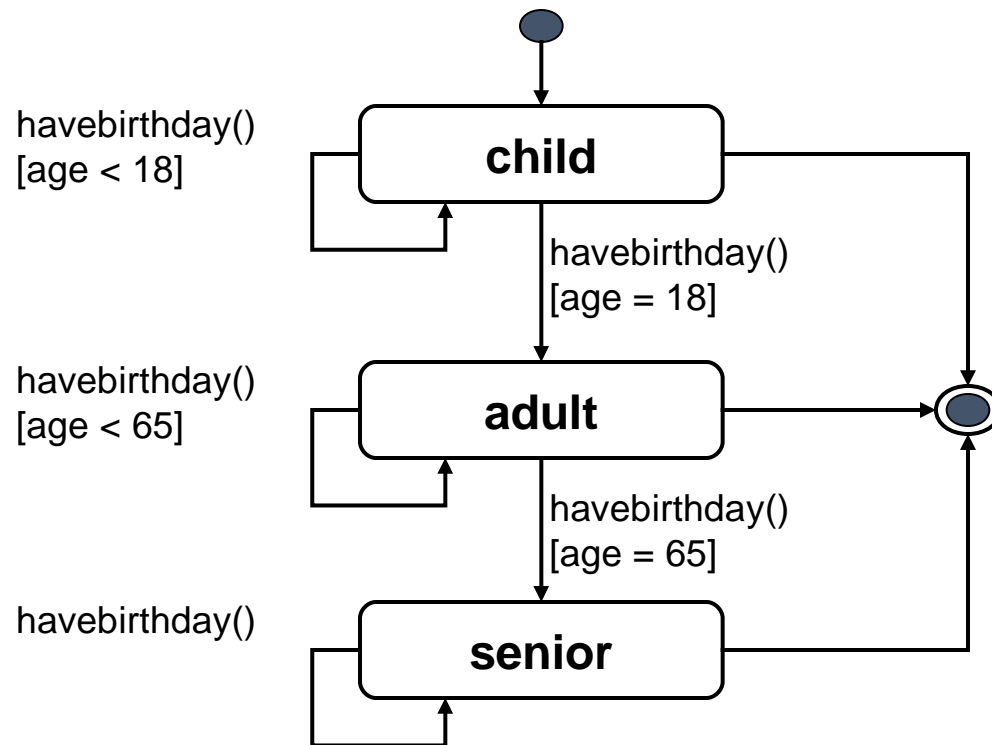 havebirthday()
[age < 18]
child
havebirthday()
[age = 18]
havebirthday()
[age < 65]
adult
havebirthday()
[age = 65]
havebirthday()
senior